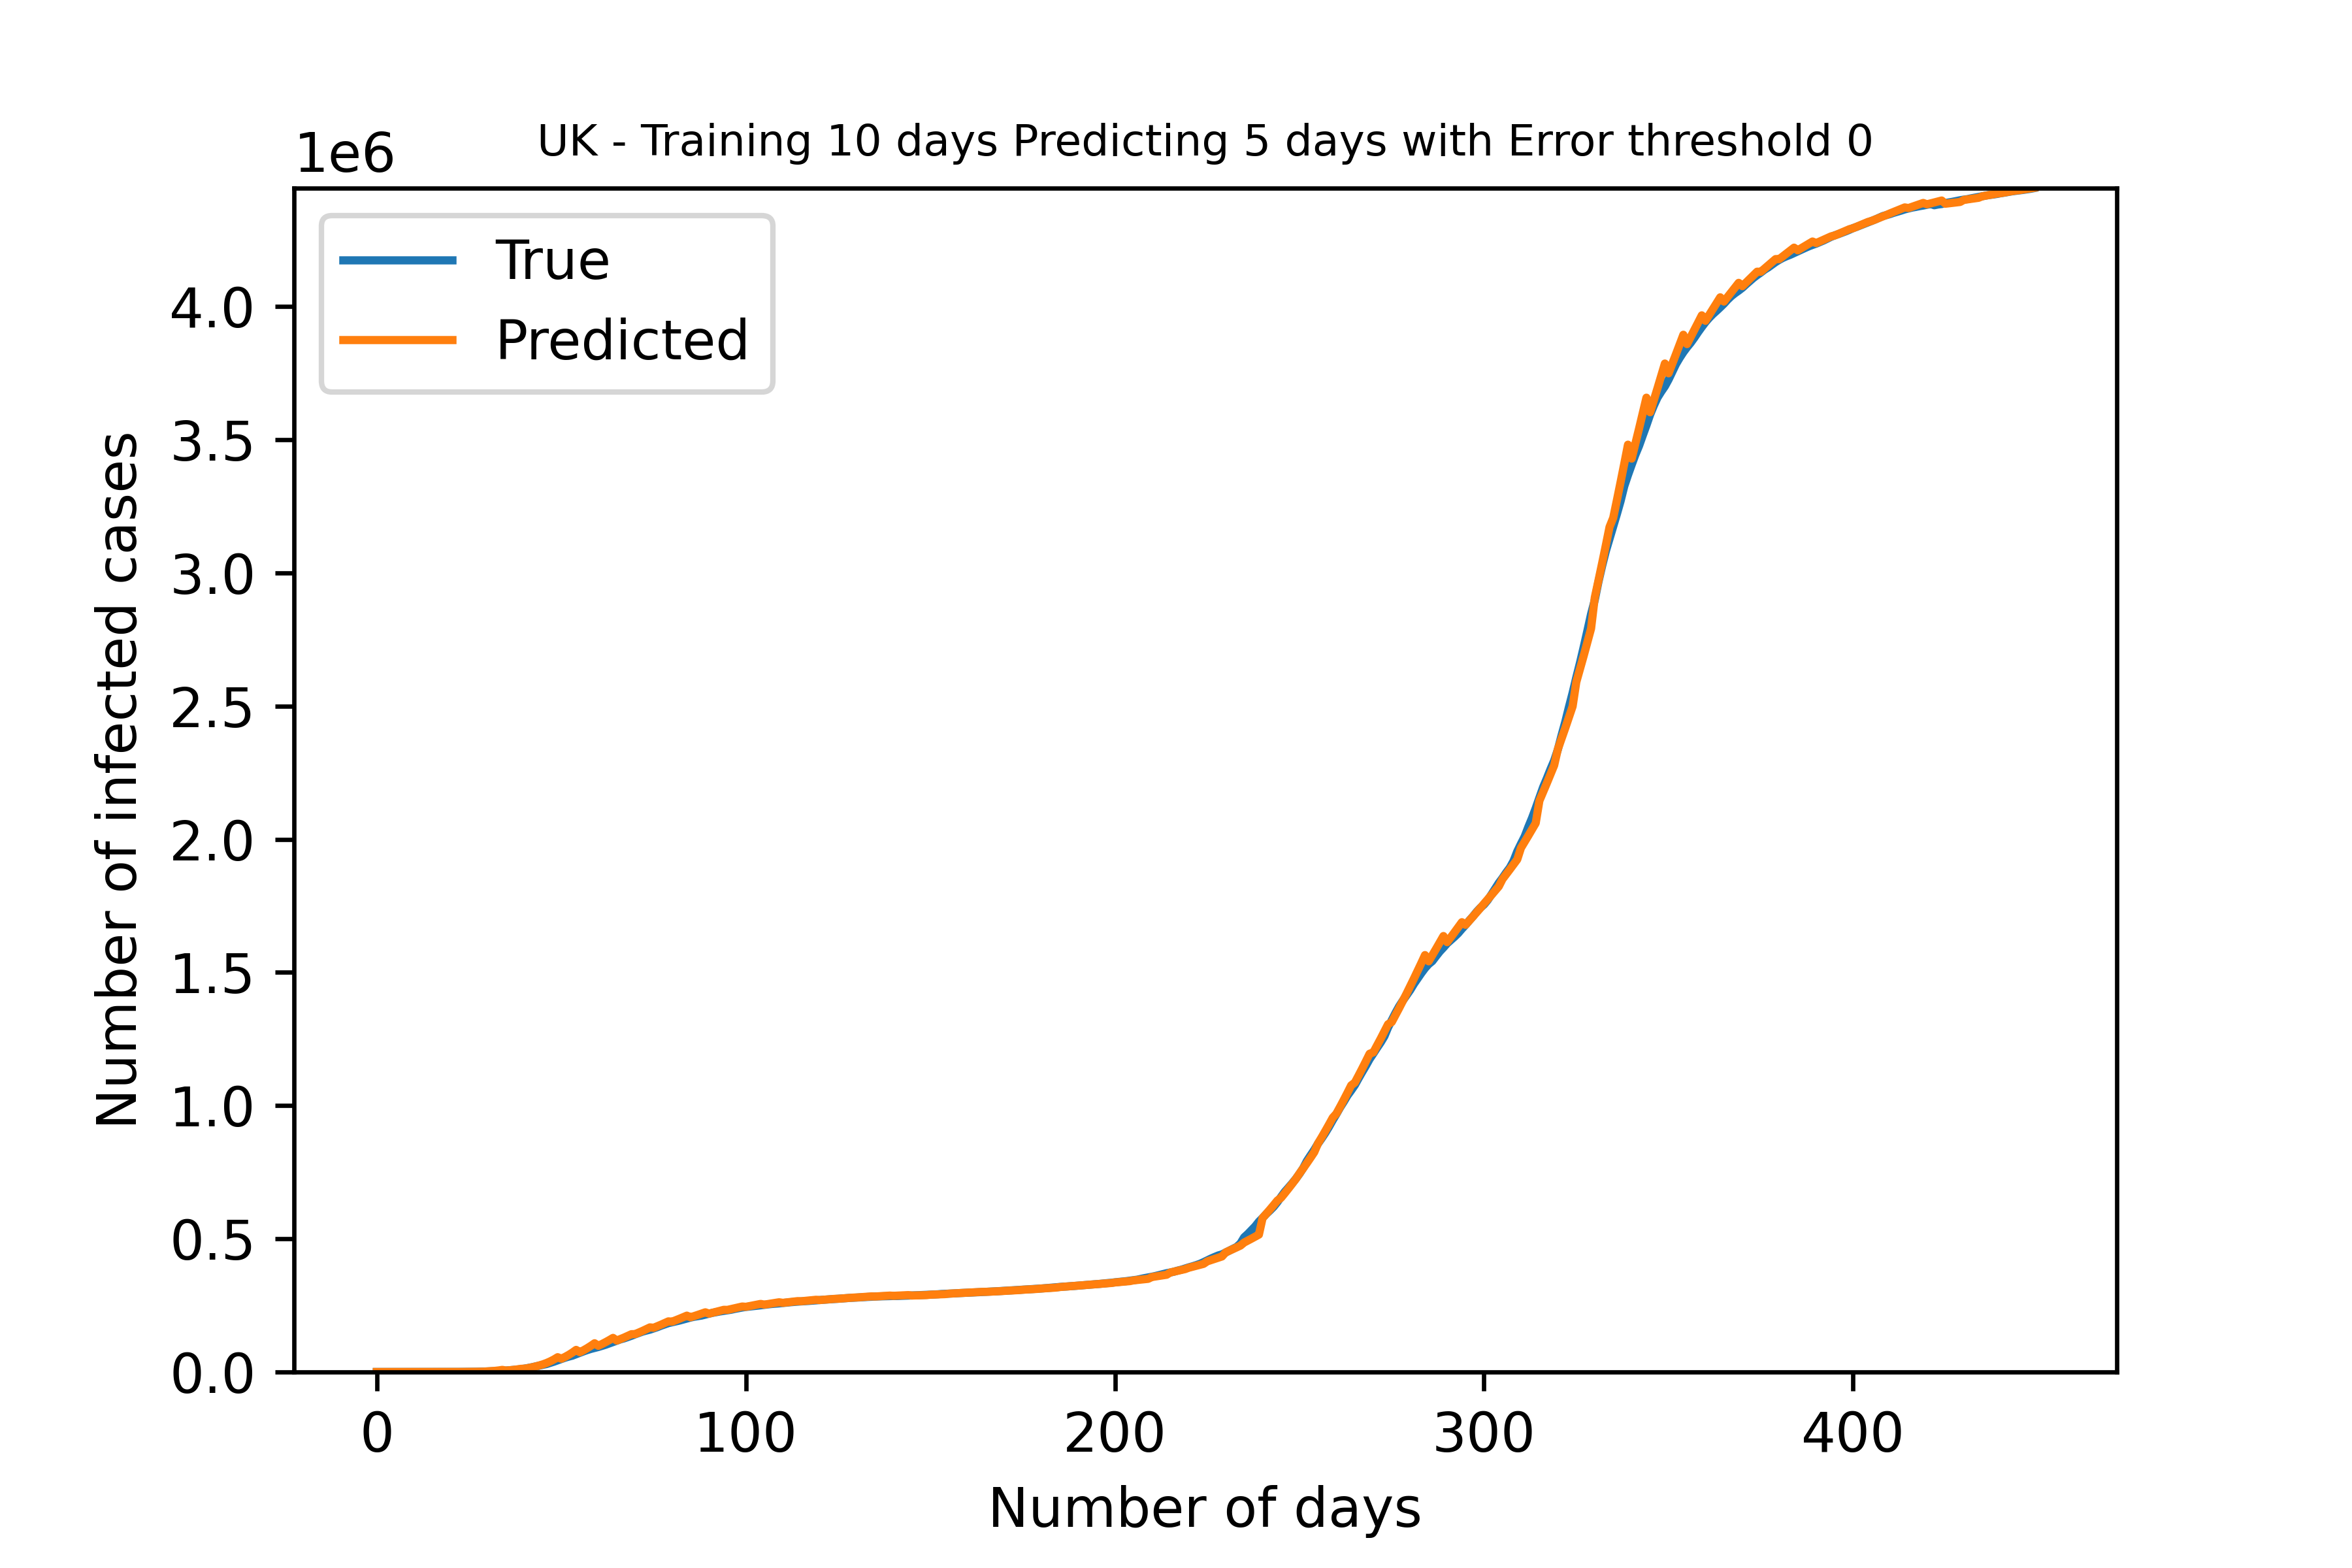 UK - Training 10 days Predicting 5 days with Error threshold 0
1e6
True
Predicted
4.0
3.5
3.0
2.5
2.0
1.5
1.0
0.5
0.0
Number of infected cases
0 100 200 300 400
Number of days